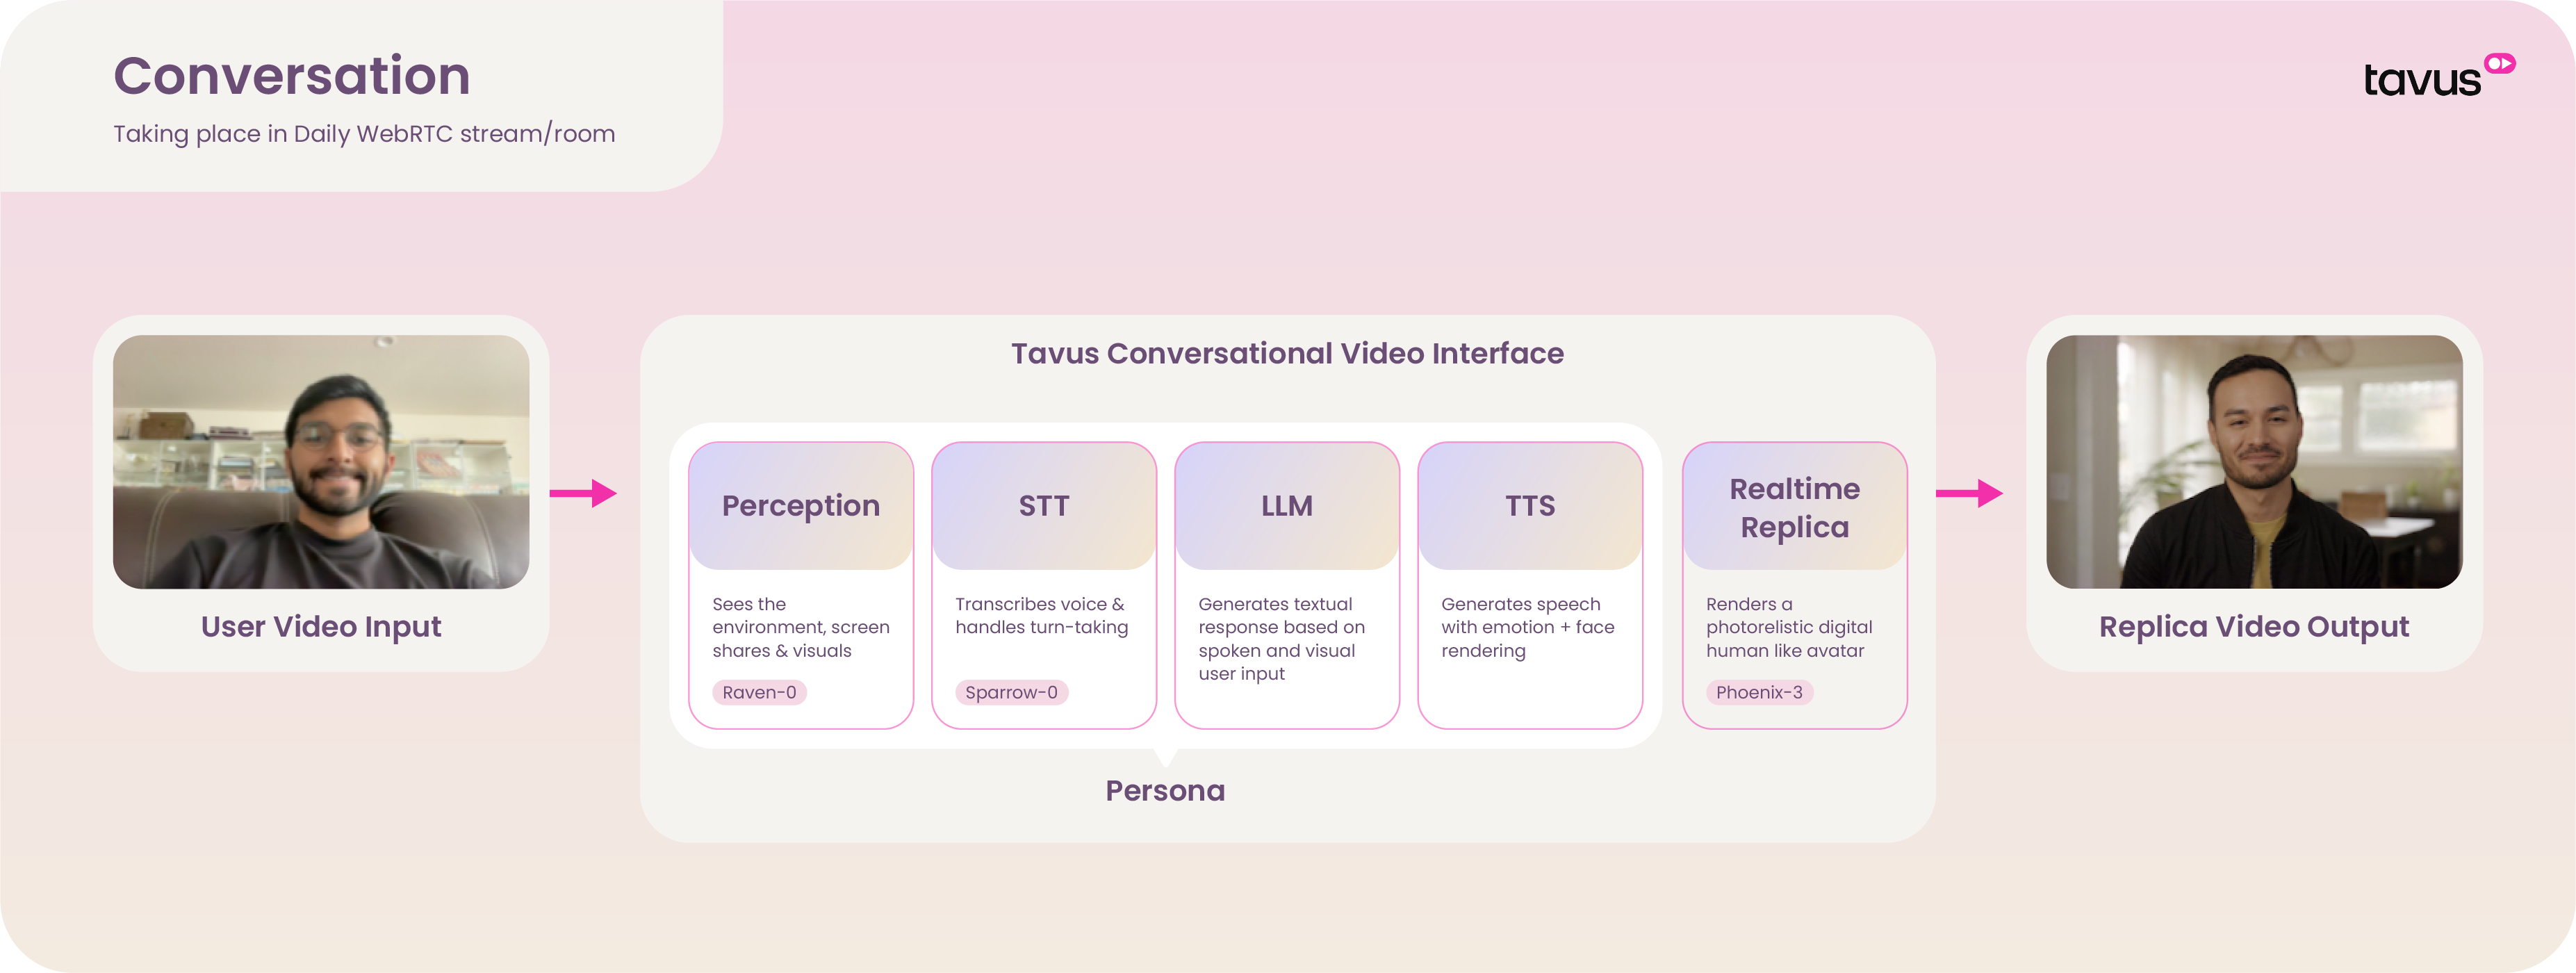 Conversation
Taking place in Daily WebRTC stream/room
tavus
User Video Input
Tavus Conversational Video Interface
Perception
Sees the
environment, screen
shares & visuals
Raven-0
STT
Transcribes voice &
handles turn-taking
Sparrow-0
LLM
Generates textual
response based on
spoken and visual
user input
TTS
Generates speech
with emotion + face
rendering
Realtime
Replica
Renders a
photorelistic digital
human like avatar
Phoenix-3
Persona
Replica Video Output